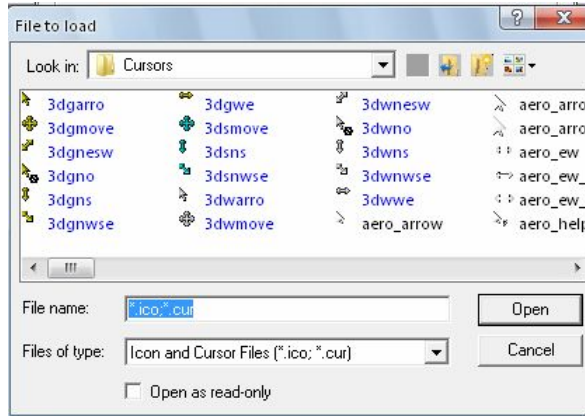 File to load
Look in: Cursors
3dgarro 3dgwe 3dwnesw aero_arro
3dgmove 3dsmove 3dwno aero_arro
3dgnesw 3dsns 3dwns aero_ew
3dgno 3dsnwse 3dwnwse aero_ew_
3dgns 3dwarro 3dwwe aero_ew_
3dgnwse 3dwmove aero_arrow aero_help
File name: *.ico;*.cur Open
Files of type: Icon and Cursor Files (*.ico; *.cur) Cancel
Open as read-only